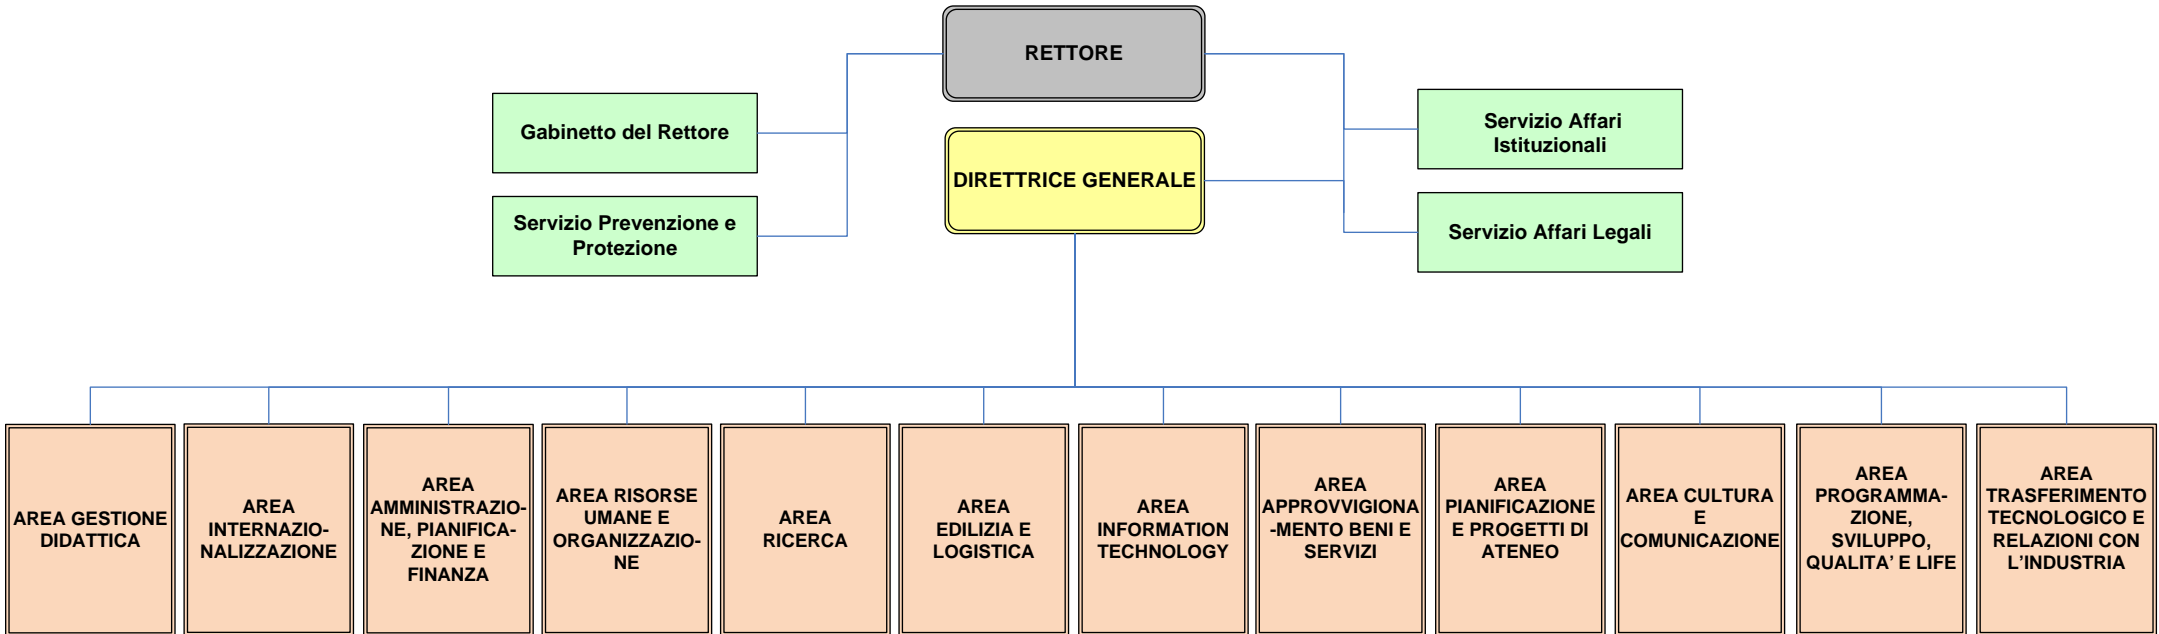 RETTORE
Gabinetto del Rettore
Servizio Affari
Istituzionali
DIRETTRICE GENERALE
Servizio Prevenzione e
Protezione
Servizio Affari Legali
AREA GESTIONE
DIDATTICA
AREA
INTERNAZIO-
NALIZZAZIONE
AREA
AMMINISTRAZIO-
NE, PIANIFICA-
ZIONE E
FINANZA
AREA RISORSE
UMANE E
ORGANIZZAZIO-
NE
AREA
RICERCA
AREA
EDILIZIA E
LOGISTICA
AREA
INFORMATION
TECHNOLOGY
AREA
APPROVVIGIONA
-MENTO BENI E
SERVIZI
AREA
PIANIFICAZIONE
E PROGETTI DI
ATENEO
AREA CULTURA
E
COMUNICAZIONE
AREA
PROGRAMMA-
ZIONE,
SVILUPPO,
QUALITA’ E LIFE
AREA
TRASFERIMENTO
TECNOLOGICO E
RELAZIONI CON
L’INDUSTRIA